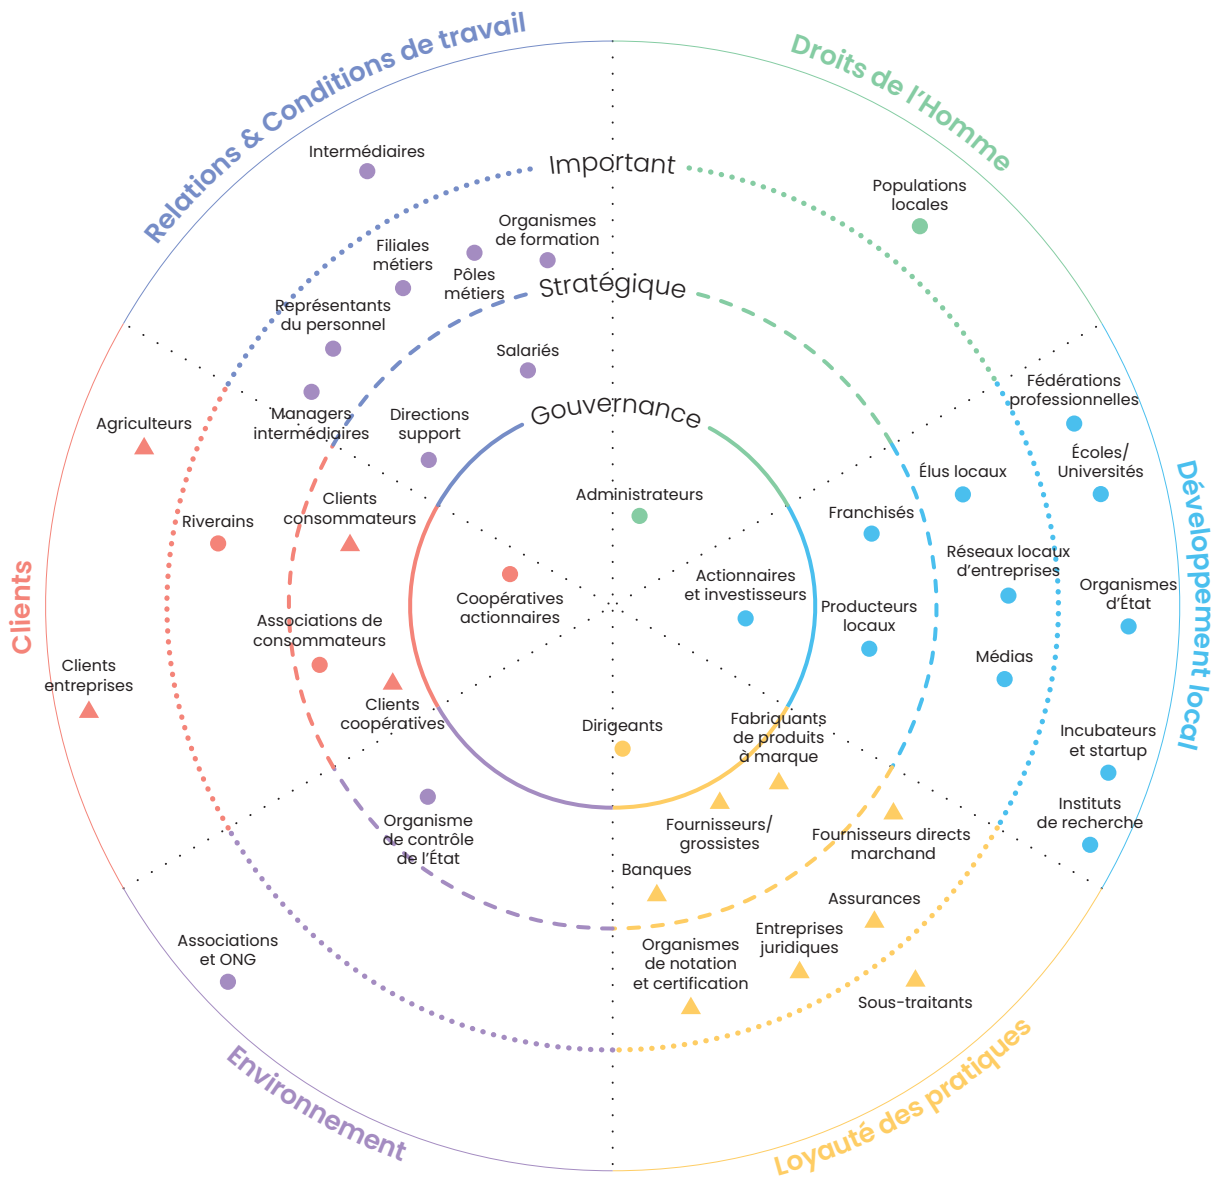 Relations & Conditions de travail
Droits de l’Homme
Intermédiaires
Important
Populations
locales
Organismes
de formation
Filiales
métiers
Pôles
métiers
Stratégique
Représentants
du personnel
Salariés
Gouvernance
Managers
intermédiaires
Directions
support
Fédérations
professionnelles
Agriculteurs
Écoles/
Universités
Élus locaux
Clients
consommateurs
Administrateurs
Franchisés
Riverains
Réseaux locaux
d’entreprises
Développement local
Clients
Coopératives
actionnaires
Actionnaires
et investisseurs
Organismes
d’État
Producteurs
locaux
Associations de
consommateurs
Médias
Clients
entreprises
Clients
coopératives
Dirigeants
Fabriquants
de produits
à marque
Incubateurs
et startup
Organisme
de contrôle
de l’État
Fournisseurs/
grossistes
Fournisseurs directs
marchand
Instituts
de recherche
Banques
Assurances
Associations
et ONG
Organismes
de notation
et certification
Entreprises
juridiques
Sous-traitants
Environnement
Loyauté des pratiques